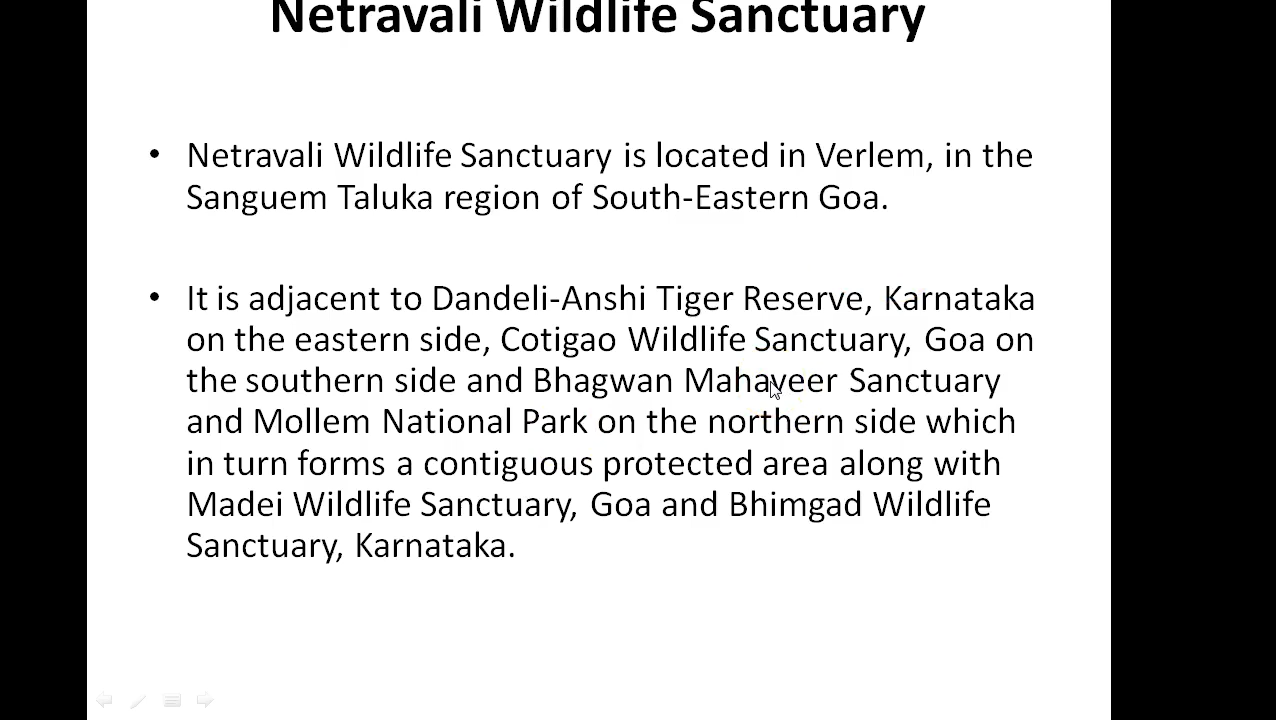 Netravali Wildlife Sanctuary
• Netravali Wildlife Sanctuary is located in Verlem, in the
Sanguem Taluka region of South-Eastern Goa.
• It is adjacent to Dandeli-Anshi Tiger Reserve, Karnataka
on the eastern side, Cotigao Wildlife Sanctuary, Goa on
the southern side and Bhagwan Mahaveer Sanctuary
and Mollem National Park on the northern side which
in turn forms a contiguous protected area along with
Madei Wildlife Sanctuary, Goa and Bhimgad Wildlife
Sanctuary, Karnataka.